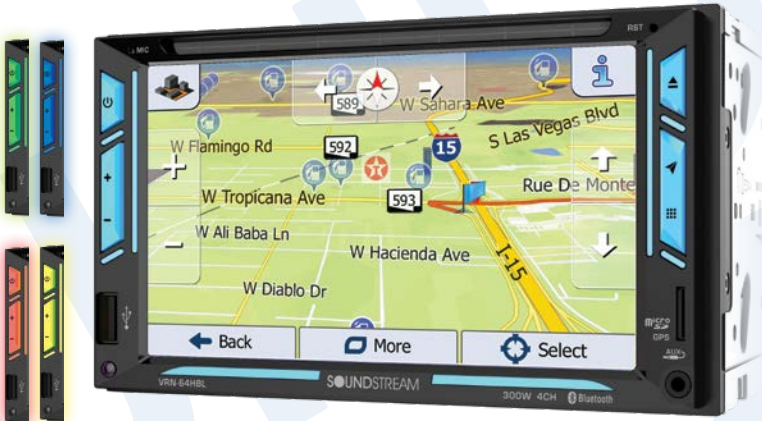 MIC
RST
589
W Sahara Ave
S Las Vegas Blvd
W Flamingo Rd
592
15
W Tropicana Ave
593
Rue De Monte
W Ali Baba Ln
W Hacienda Ave
I-15
W Diablo Dr
Back
More
Select
micro
SD
GPS
AUX
VRN-64HBL
SOUNDSTREAM
300W 4CH Bluetooth